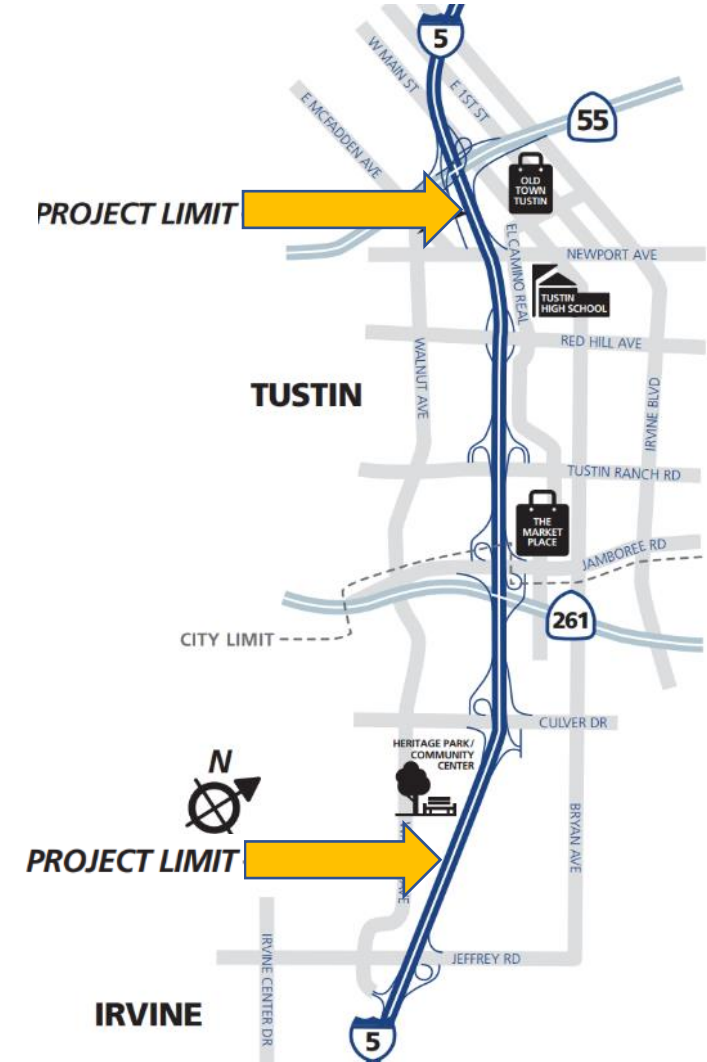 5
W MAIN ST
E 1ST ST
E MCFADDEN AVE
55
OLD
TOWN
TUSTIN
PROJECT LIMIT
EL CAMINO REAL
NEWPORT AVE
TUSTIN
HIGH SCHOOL
RED HILL AVE
WALNUT AVE
TUSTIN
IRVINE BLVD
TUSTIN RANCH RD
THE
MARKET
PLACE
JAMBOREE RD
261
CITY LIMIT
CULVER DR
HERITAGE PARK/
COMMUNITY
CENTER
N
BRYAN AVE
PROJECT LIMIT
AVE
JEFFREY RD
IRVINE CENTER DR
IRVINE
5